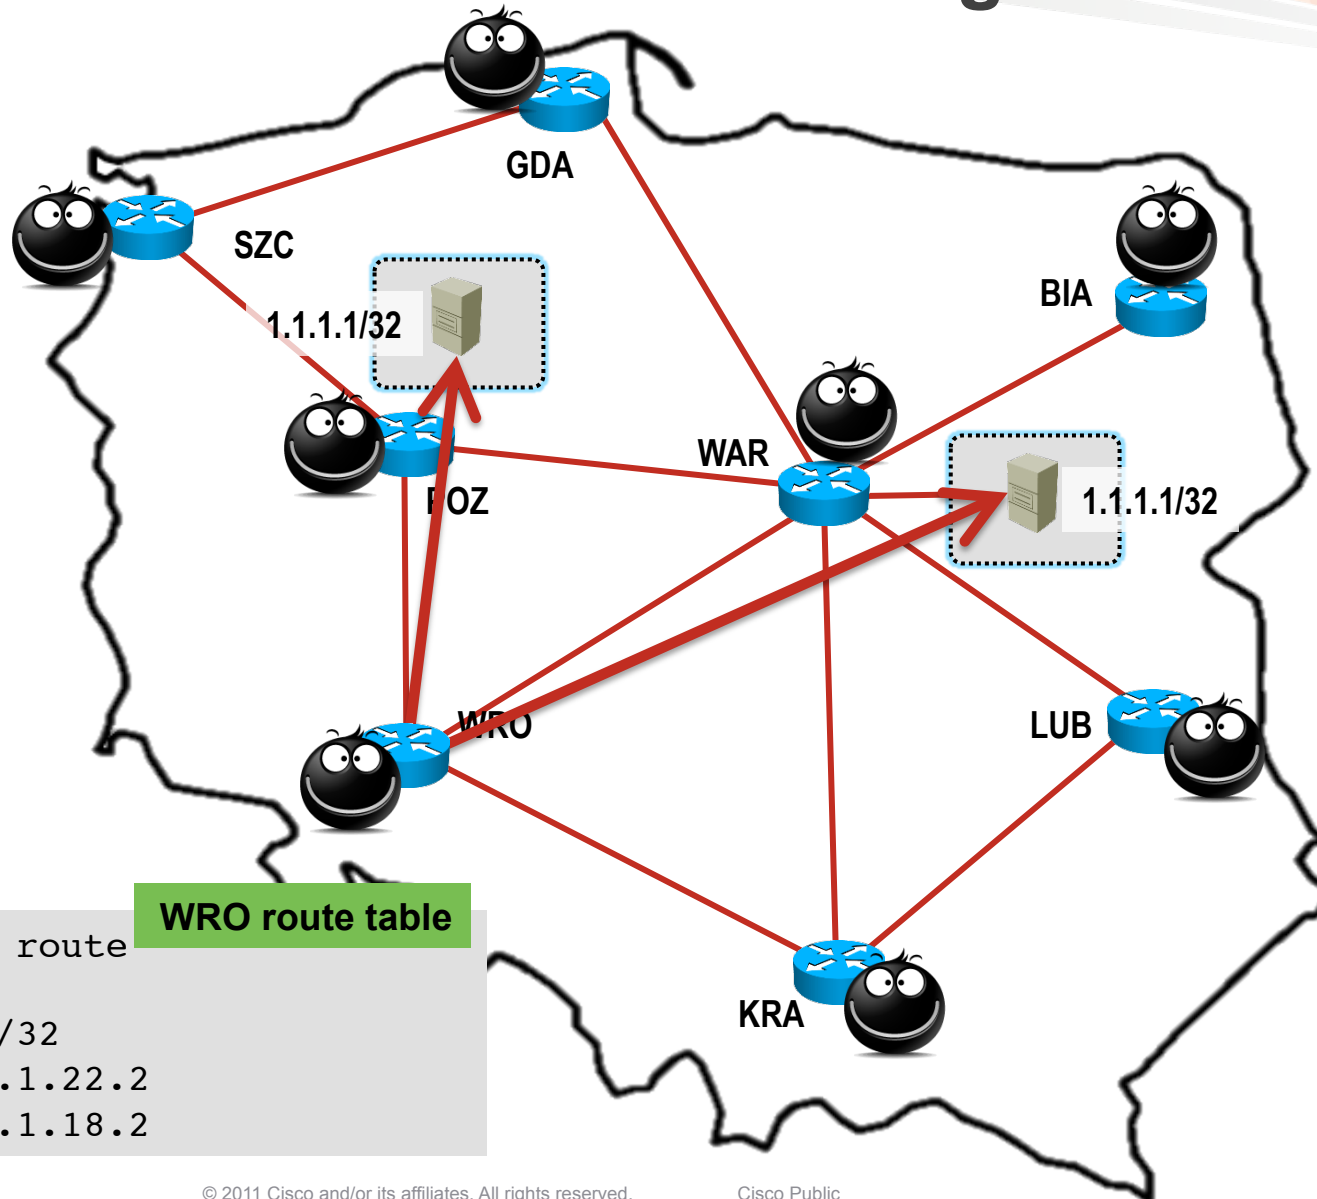 g
GDA
SZC
BIA
1.1.1.1/32
WAR
1.1.1.1/32
POZ
WRO
LUB
WRO route table
route
/32
.1.22.2
.1.18.2
KRA
© 2011 Cisco and/or its affiliates. All rights reserved.
Cisco Public